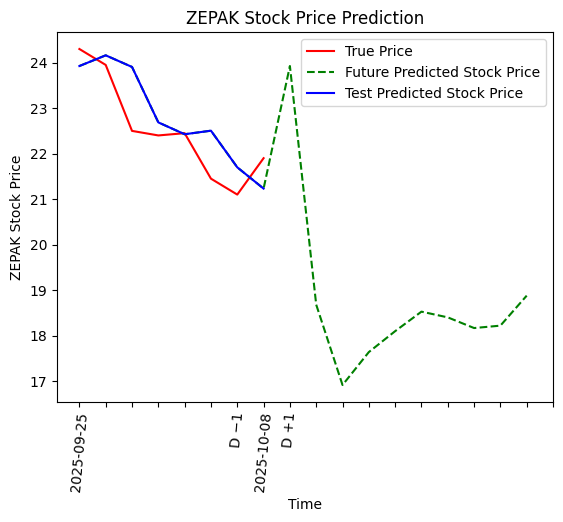 ZEPAK Stock Price Prediction
True Price
Future Predicted Stock Price
Test Predicted Stock Price
ZEPAK Stock Price
24
23
22
21
20
19
18
17
2025-09-25
D −1
2025-10-08
D +1
Time